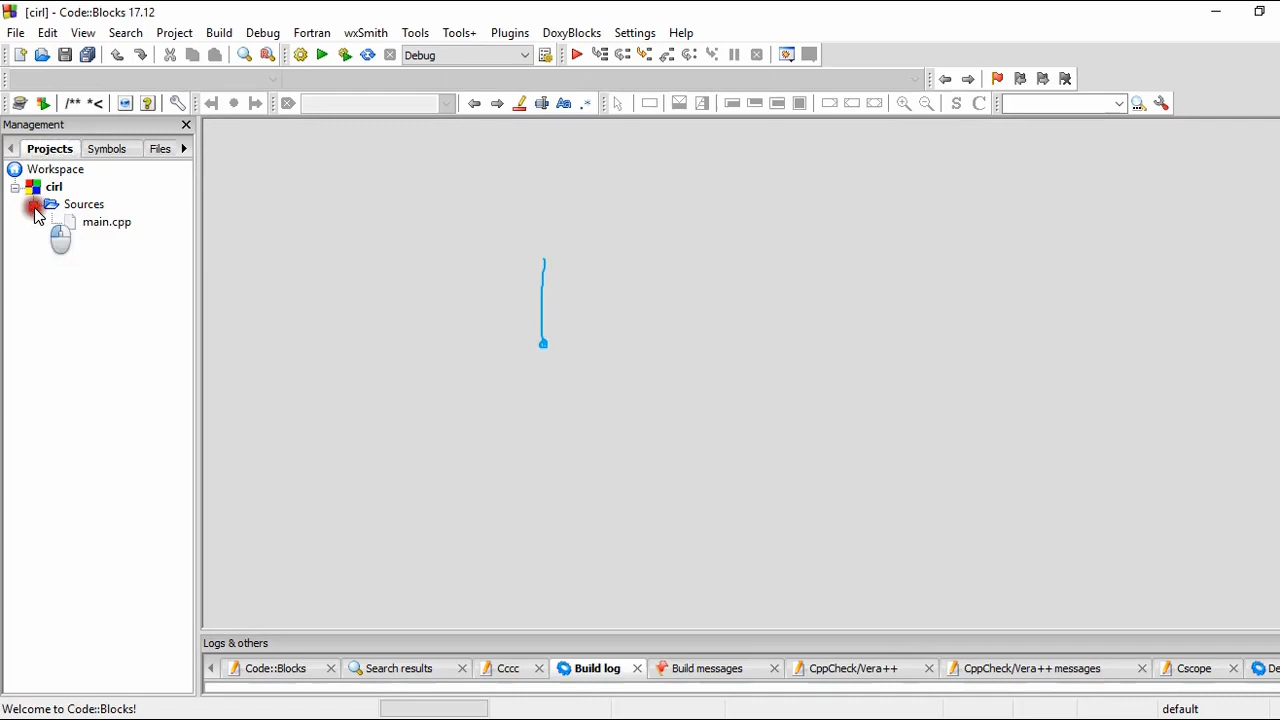 [cirl] - Code::Blocks 17.12
File Edit View Search Project Build Debug Fortran wxSmith Tools Tools+ Plugins DoxyBlocks Settings Help
Debug
/** *< Aa .* S C
Management
Projects Symbols Files
Workspace
cirl
Sources
main.cpp
Logs & others
Code::Blocks Search results Cccc Build log Build messages CppCheck/Vera++ CppCheck/Vera++ messages Cscope De
Welcome to Code::Blocks! default